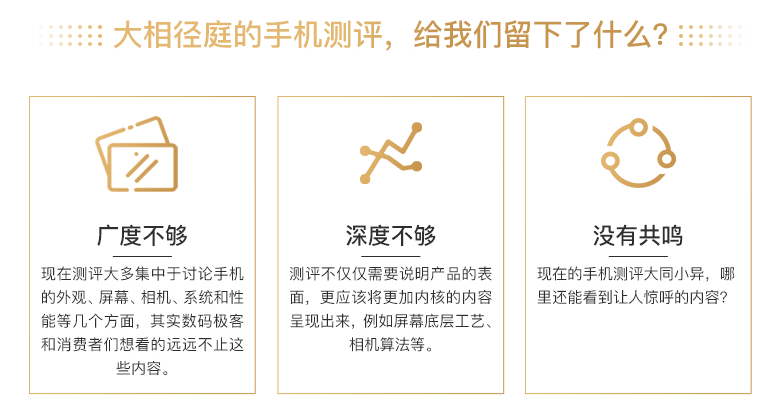 大相径庭的手机测评，给我们留下了什么？
广度不够
现在测评大多集中于讨论手机
的外观、屏幕、相机、系统和性
能等几个方面，其实数码极客
和消费者们想看的远远不止这
些内容。
深度不够
测评不仅仅需要说明产品的表
面，更应该将更加内核的内容
呈现出来，例如屏幕底层工艺、
相机算法等。
没有共鸣
现在的手机测评大同小异，哪
里还能看到让人惊呼的内容？